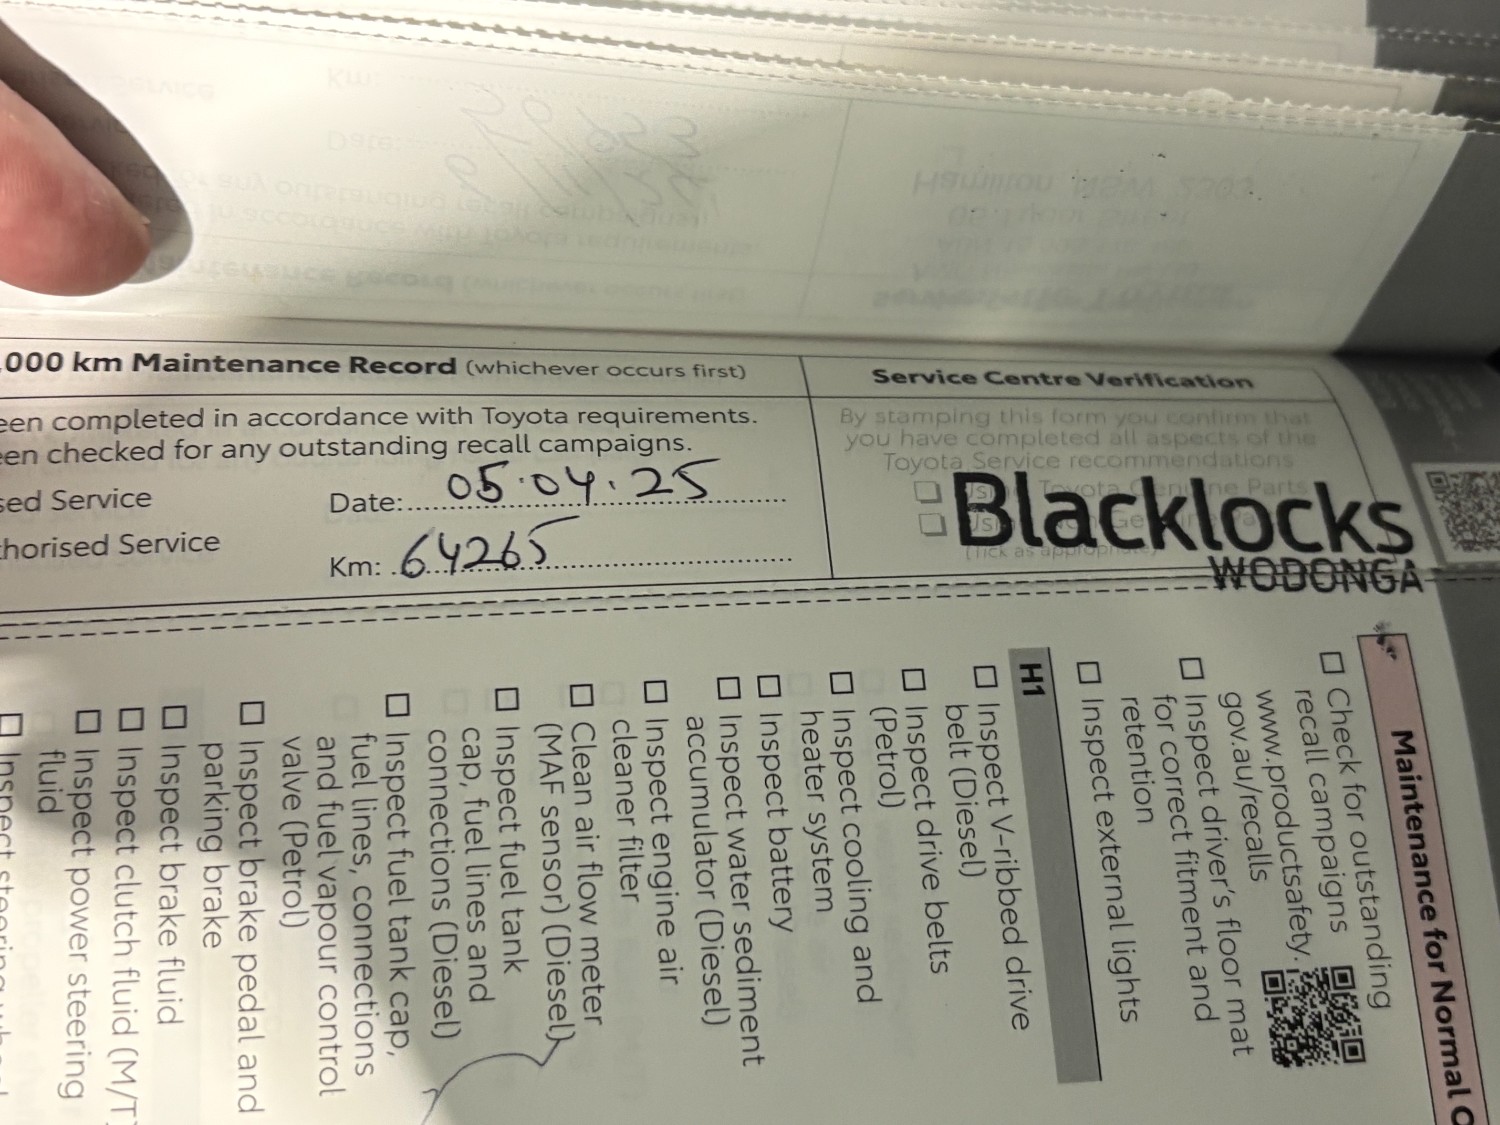 ,000 km Maintenance Record (whichever occurs first)
een completed in accordance with Toyota requirements.
een checked for any outstanding recall campaigns.
sed Service
Date: 05.04.25
horised Service
Km: 64265
Service Centre Verification
By stamping this form you confirm that
you have completed all aspects of the
Toyota Service recommendations
Toyota Genuine Parts
(Tick as appropriate)
Blacklocks
WODONGA
Maintenance for Normal
Check for outstanding
recall campaigns
www.productsafety.
gov.au/recalls
Inspect driver's floor mat
for correct fitment and
retention
Inspect external lights
H1
Inspect V-ribbed drive
belt (Diesel)
Inspect drive belts
(Petrol)
Inspect cooling and
heater system
Inspect battery
Inspect water sediment
accumulator (Diesel)
Inspect engine air
cleaner filter
Clean air flow meter
(MAF sensor) (Diesel)
Inspect fuel tank
cap, fuel lines and
connections (Diesel)
Inspect fuel tank cap,
fuel lines, connections
and fuel vapour control
valve (Petrol)
Inspect brake pedal and
parking brake
Inspect brake fluid
Inspect clutch fluid (M/T)
Inspect power steering
fluid